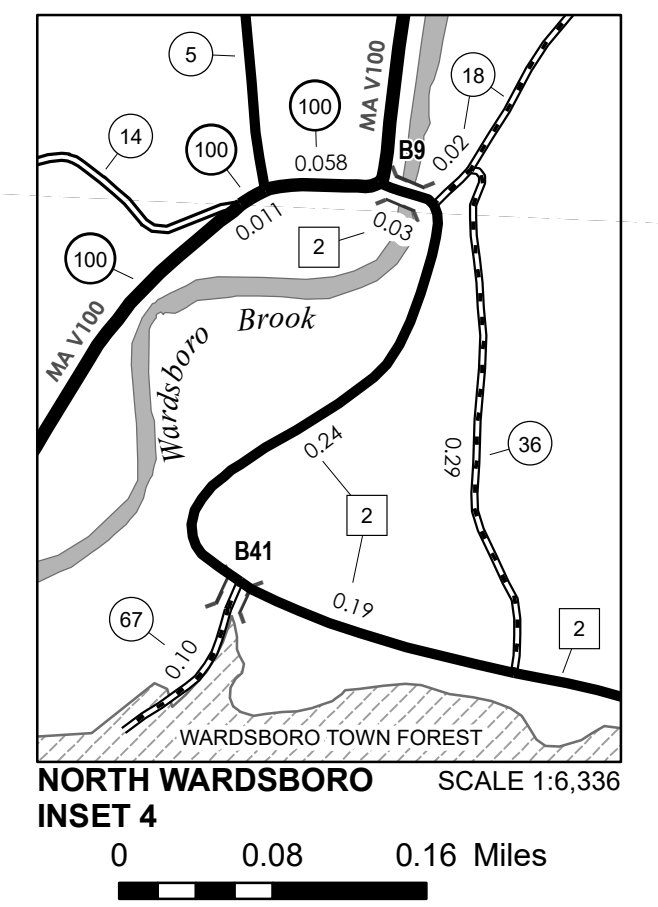 5
18
100
MA V100
14
100
B9
0.02
0.058
0.011
0.03
2
100
MA V100
Wardsboro
Brook
0.24
0.29
36
2
B41
0.19
67
0.10
2
WARDSBORO TOWN FOREST
NORTH WARDSBORO
INSET 4
SCALE 1:6,336
0 0.08 0.16 Miles